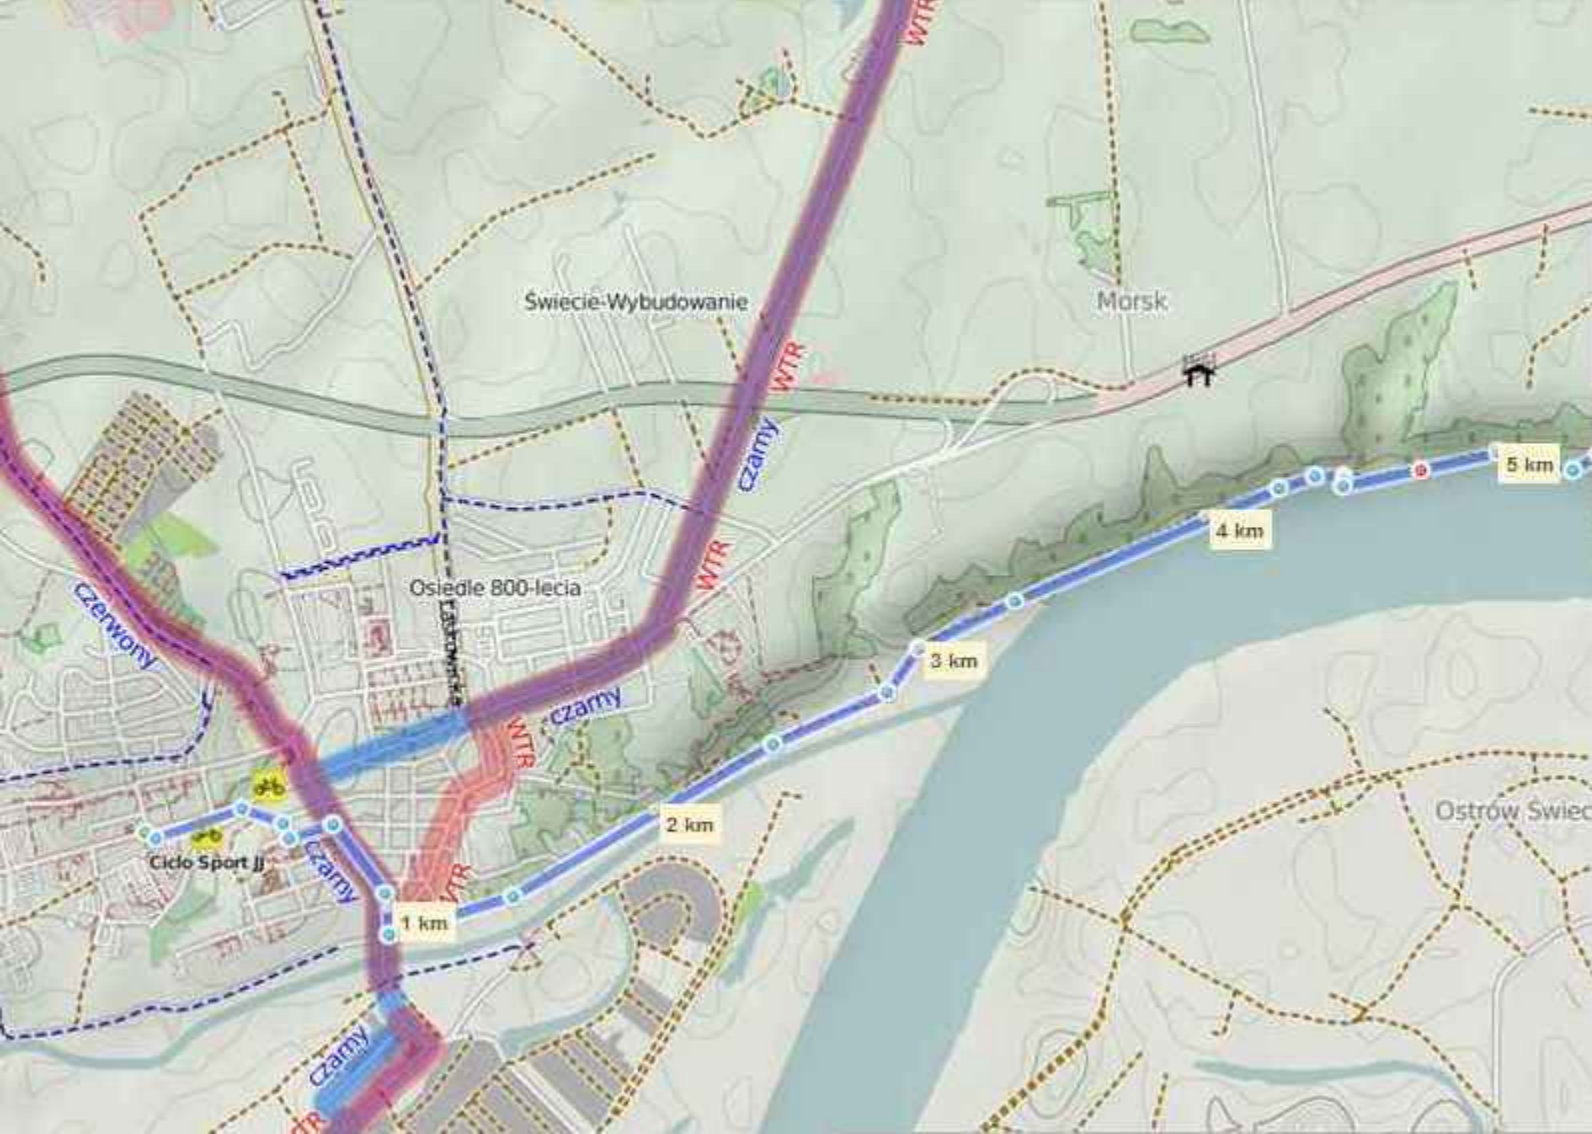 WTR
Świecie-Wybudowanie
Morsk
WTR
czarny
5 km
4 km
WTR
Osiedle 800-lecia
czerwony
3 km
czarny
WTR
2 km
Ostrów Świec
Ciclo Sport JJ
czarny
WTR
1 km
czarny
WTR